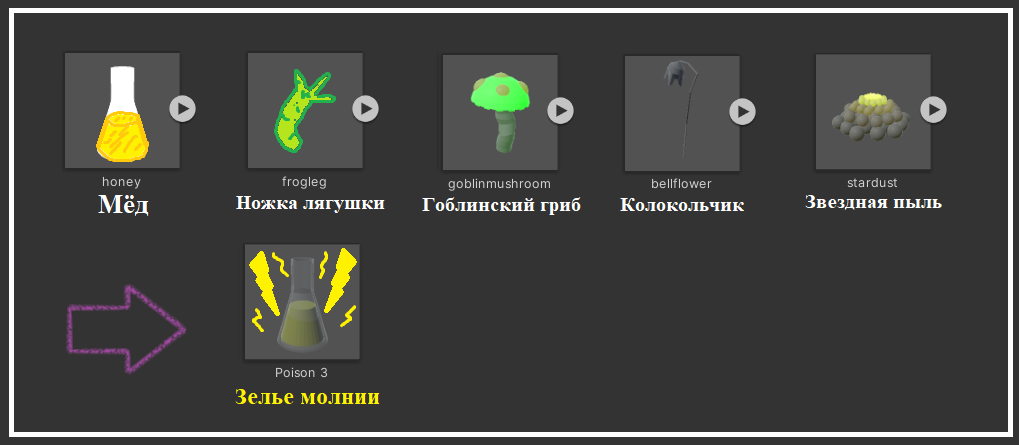 honey
Мёд
frogleg
Ножка лягушки
goblinmushroom
Гоблинский гриб
bellflower
Колокольчик
stardust
Звездная пыль
Poison 3
Зелье молнии